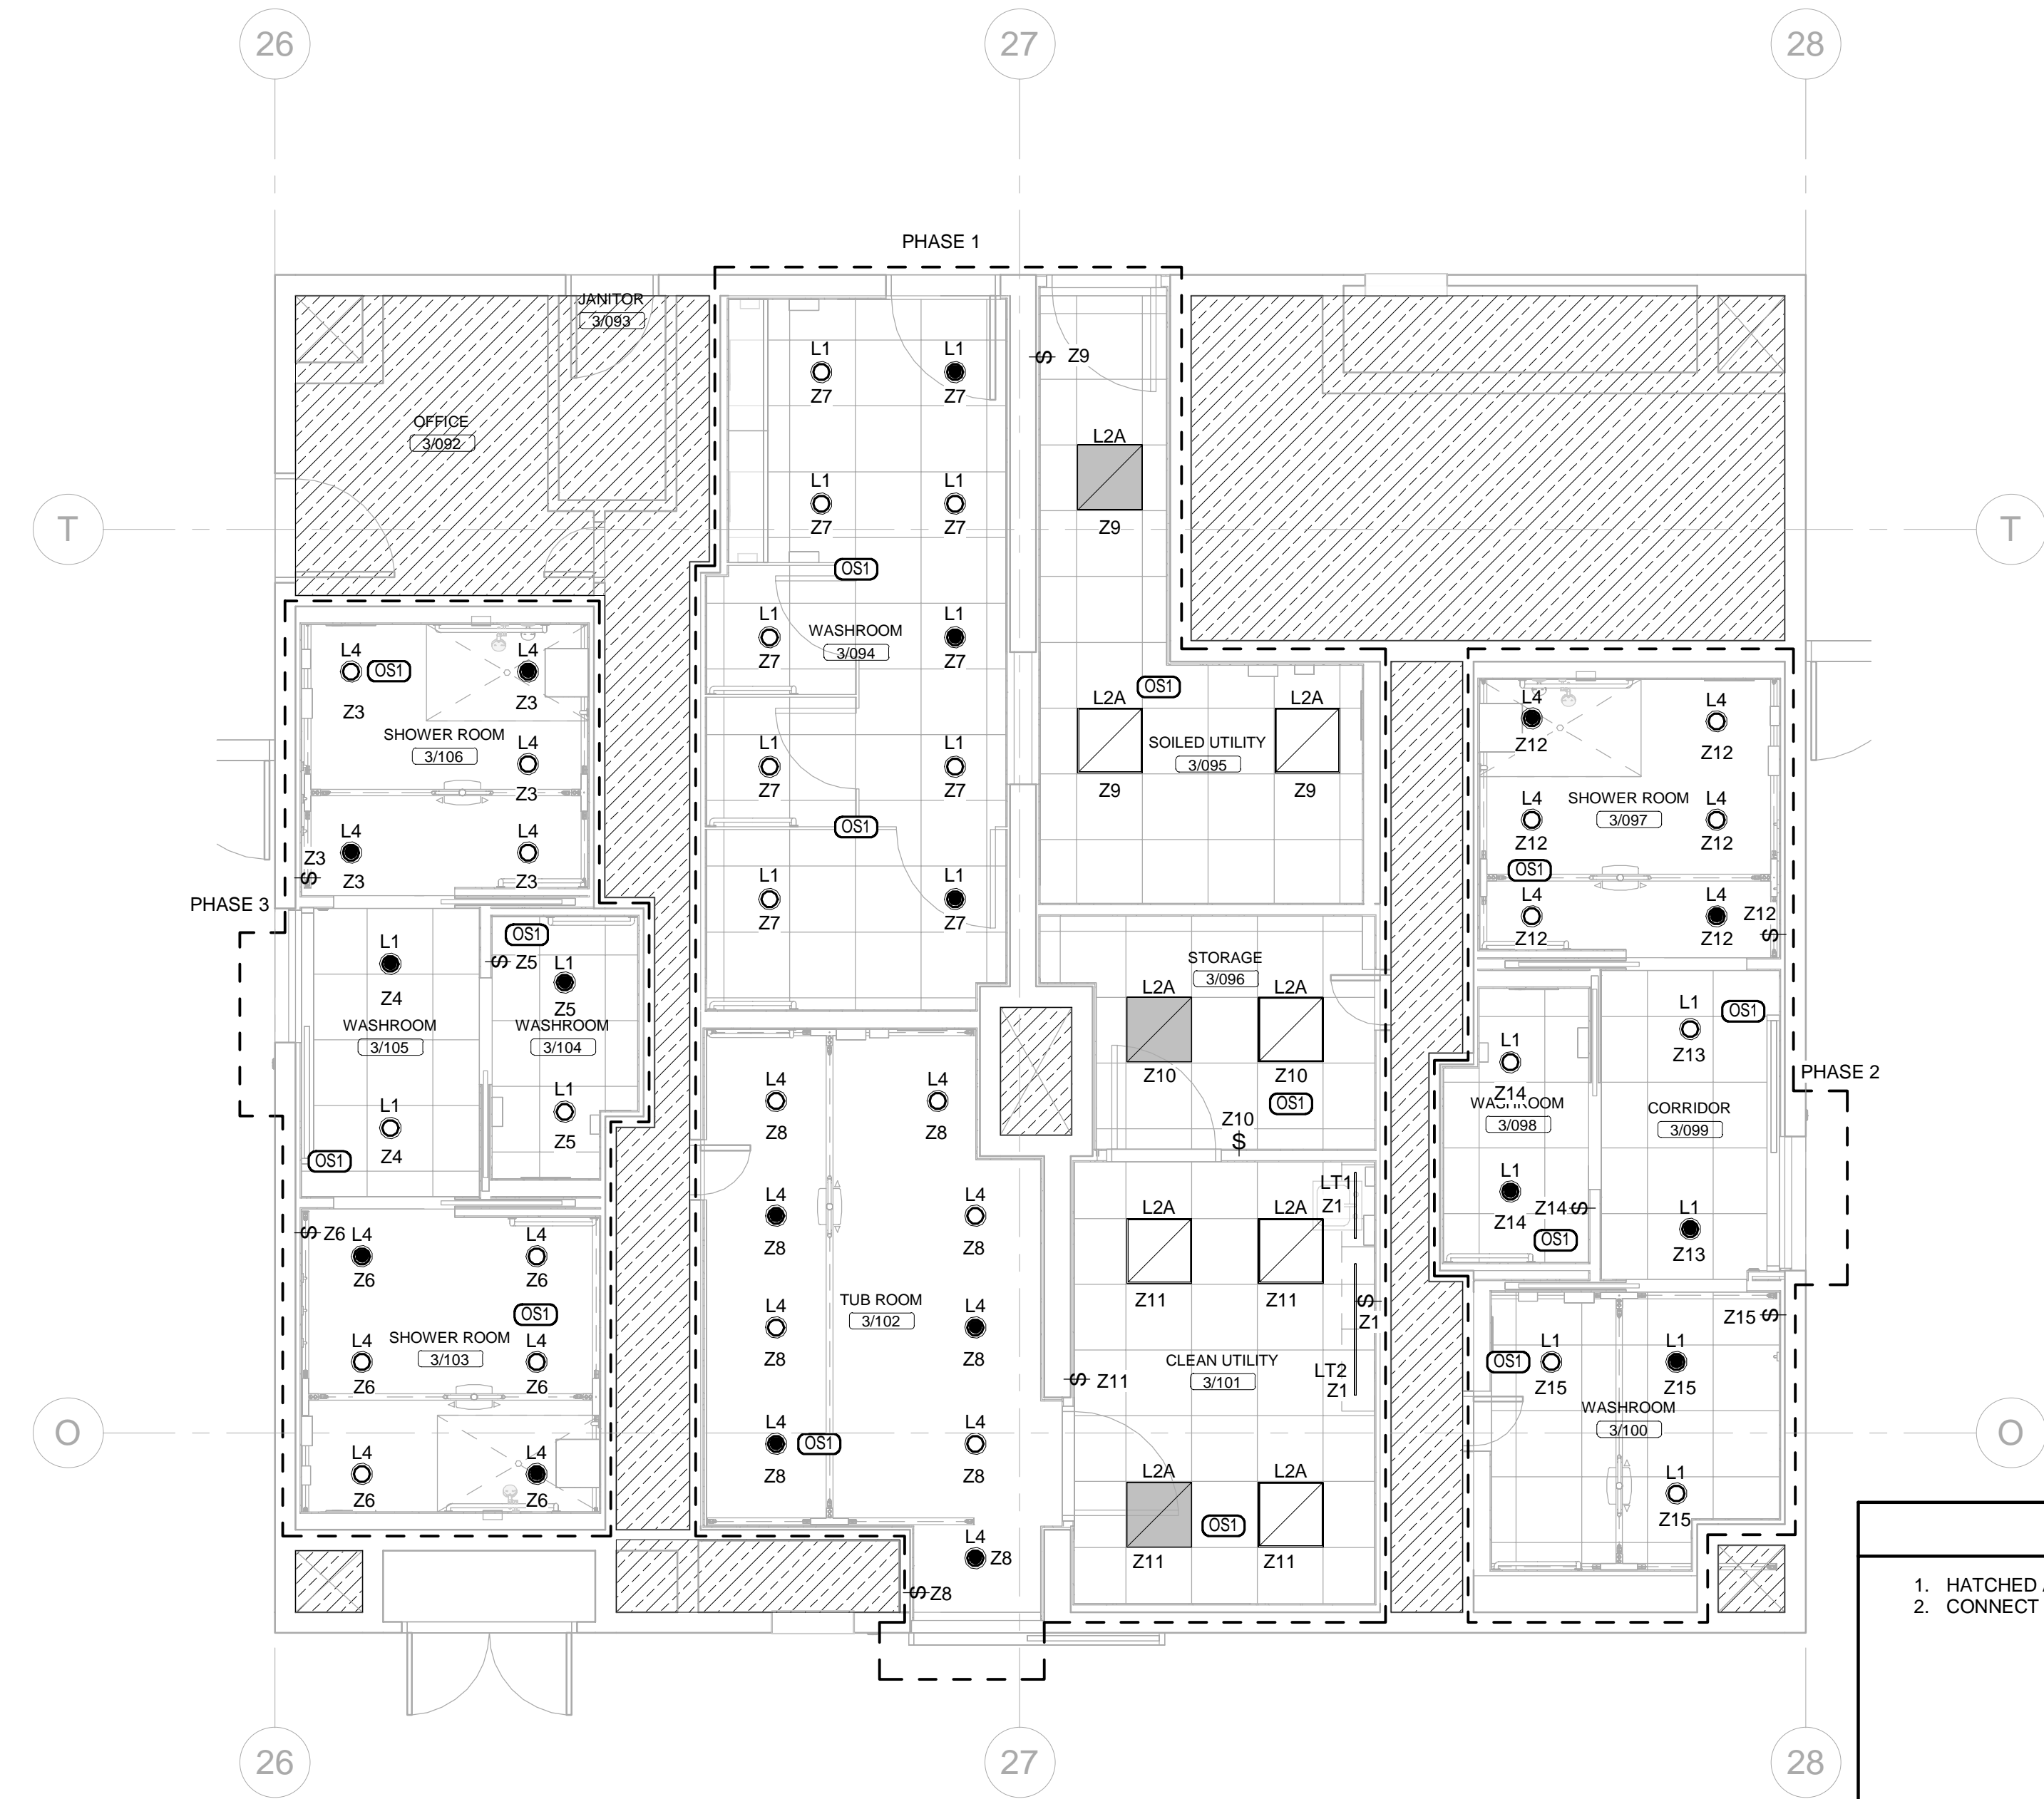 26
27
28
PHASE 1
JANITOR
3/093
L1
L1
Z9
Z7
Z7
OFFICE
3/092
L2A
L1
L1
T
Z7
Z7
Z9
T
OS1
L1
WASHROOM
3/094
L1
Z7
Z7
L4
OS1
L4
Z3
Z3
SHOWER ROOM
3/106
L4
Z3
L4
L4
Z3
Z3
Z3
L1
L1
Z7
Z7
OS1
L1
L1
Z7
Z7
OS1
L2A
L2A
SOILED UTILITY
3/095
Z9
Z9
L4
L4
Z12
Z12
SHOWER ROOM
3/097
L4
L4
Z12
Z12
OS1
L4
L4
Z12
Z12
Z12
PHASE 3
OS1
Z5
L1
L1
Z4
Z5
WASHROOM
3/105
WASHROOM
3/104
L1
L1
Z4
Z5
OS1
STORAGE
3/096
L2A
L2A
Z10
Z10
OS1
Z10
L1
OS1
L1
Z13
Z14
PHASE 2
WASHROOM
3/098
CORRIDOR
3/099
L1
Z14
Z14
L1
OS1
Z13
L4
L4
Z8
Z8
L4
L4
Z8
Z8
TUB ROOM
3/102
L4
L4
Z8
Z8
L4
OS1
L4
Z8
Z8
L4
Z8
Z8
LT1
Z1
L2A
L2A
Z11
Z11
Z1
CLEAN UTILITY
3/101
LT2
Z1
Z11
L2A
L2A
OS1
Z11
Z11
Z6
L4
L4
Z6
Z6
OS1
SHOWER ROOM
3/103
L4
L4
Z6
Z6
L4
L4
Z6
Z6
Z15
L1
L1
OS1
Z15
Z15
WASHROOM
3/100
L1
Z15
O
O
1. HATCHED
2. CONNECT
26
27
28